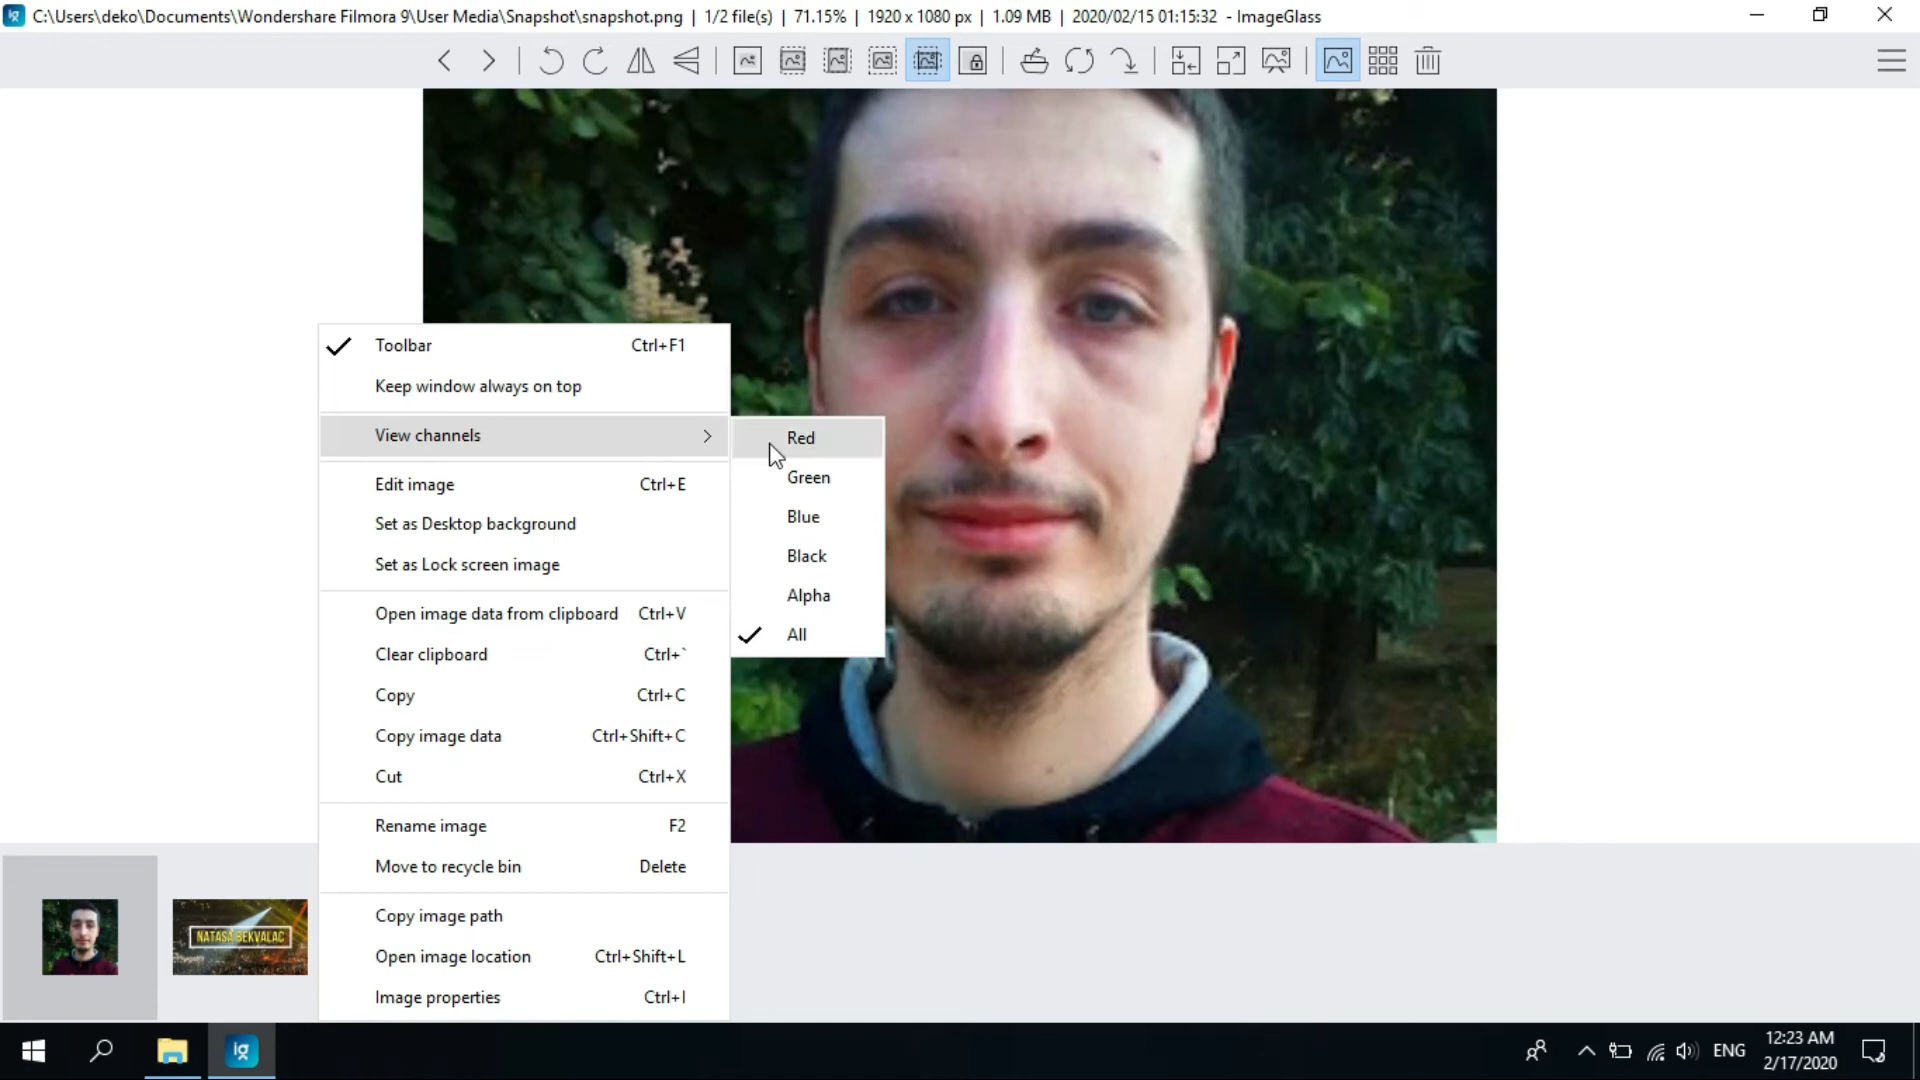 C:\Users\deko\Documents\Wondershare Filmora 9\User Media\Snapshot\snapshot.png | 1/2 file(s) | 71.15% | 1920 x 1080 px | 1.09 MB | 2020/02/15 01:15:32 - ImageGlass
Toolbar Ctrl+F1
Keep window always on top
View channels
Red
Green
Blue
Black
Alpha
All
Edit image Ctrl+E
Set as Desktop background
Set as Lock screen image
Open image data from clipboard Ctrl+V
Clear clipboard Ctrl+`
Copy Ctrl+C
Copy image data Ctrl+Shift+C
Cut Ctrl+X
Rename image F2
Move to recycle bin Delete
Copy image path
Open image location Ctrl+Shift+L
Image properties Ctrl+I
NATASA BEKVALAC
ig
ENG
12:23 AM
2/17/2020